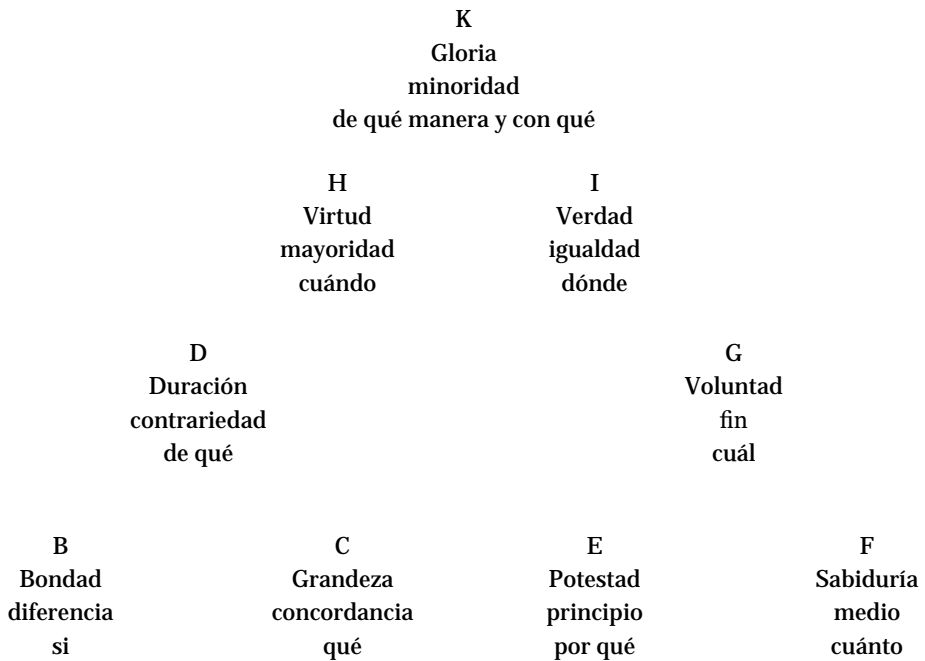 K
Gloria
minoridad
de qué manera y con qué
H
Virtud
mayoridad
cuándo
I
Verdad
igualdad
dónde
D
Duración
contrariedad
de qué
G
Voluntad
fin
cuál
B
Bondad
diferencia
si
C
Grandeza
concordancia
qué
E
Potestad
principio
por qué
F
Sabiduría
medio
cuánto